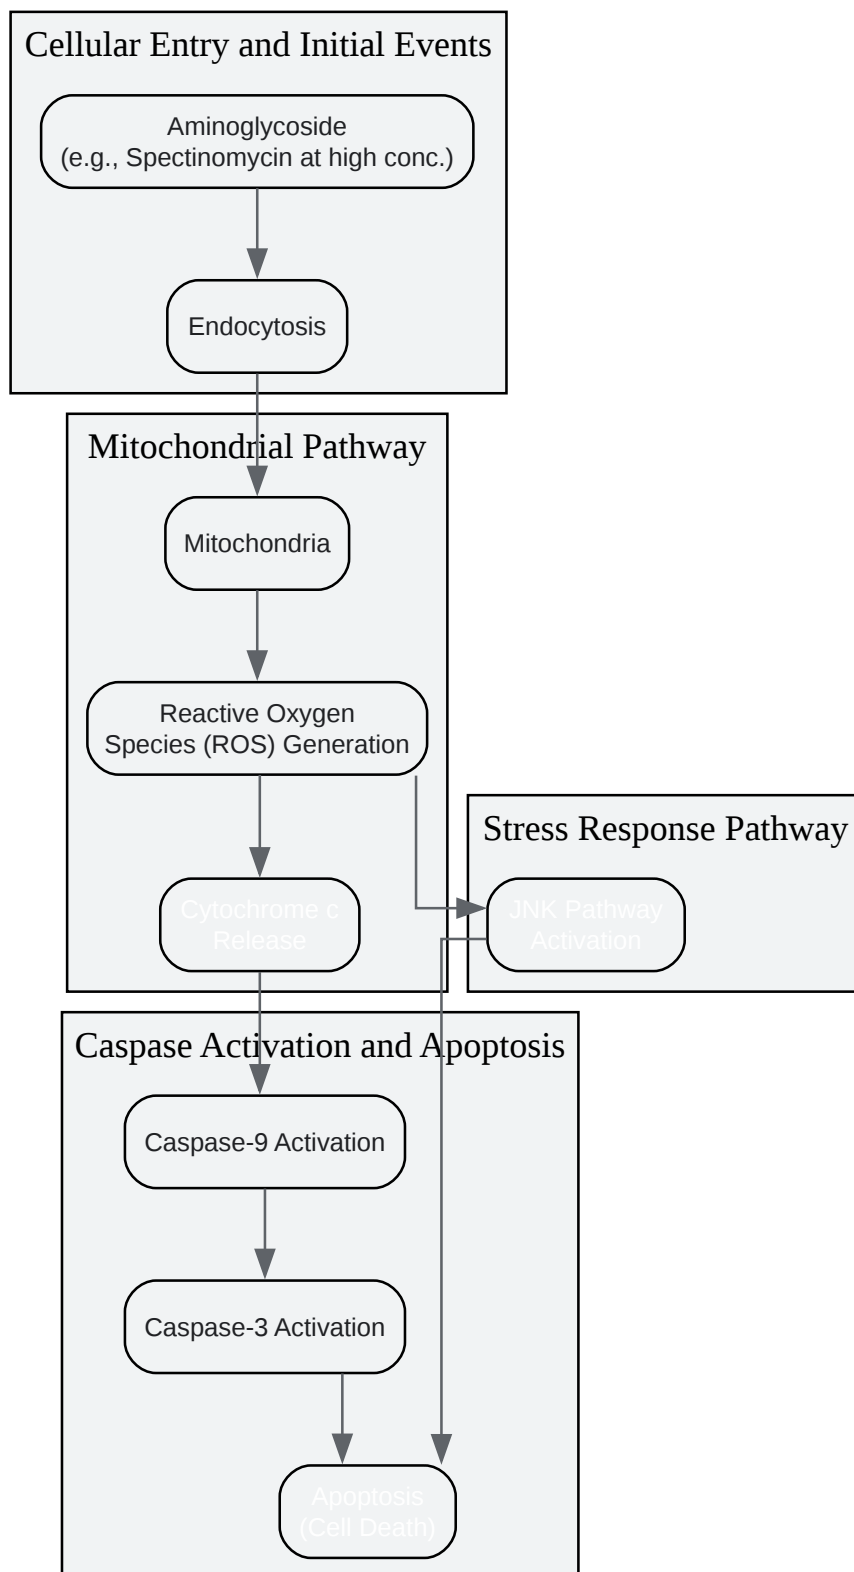 Cellular Entry and Initial Events
Aminoglycoside
(e.g., Spectinomycin at high conc.)
Endocytosis
Mitochondrial Pathway
Mitochondria
Reactive Oxygen
Species (ROS) Generation
Stress Response Pathway
Cytochrome c
Release
JNK Pathway
Activation
Caspase Activation and Apoptosis
Caspase-9 Activation
Caspase-3 Activation
Apoptosis
(Cell Death)